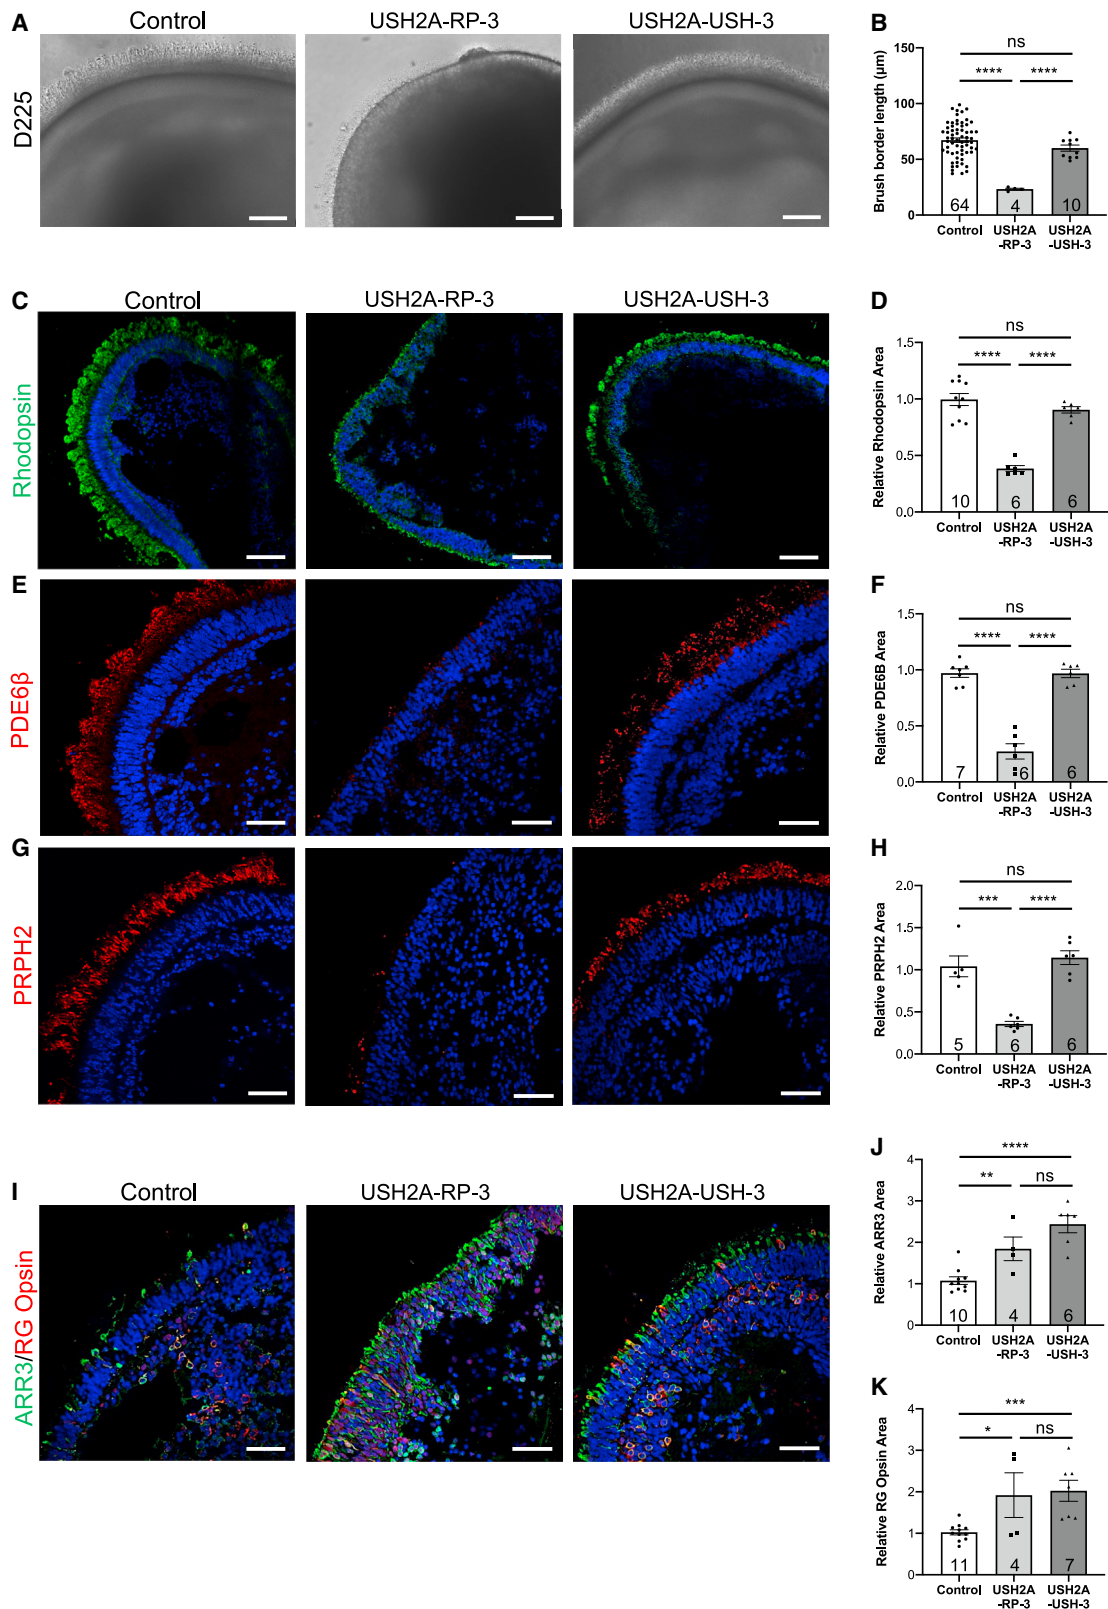 A
Control
USH2A-RP-3
USH2A-USH-3
D225
B
ns
****
****
Brush border length (µm)
150
100
50
0
64
4
10
Control
USH2A
-RP-3
USH2A
-USH-3
C
Control
USH2A-RP-3
USH2A-USH-3
Rhodopsin
D
ns
****
****
Relative Rhodopsin Area
1.5
1.0
0.5
0.0
10
6
6
Control
USH2A
-RP-3
USH2A
-USH-3
E
PDE6β
F
ns
****
****
Relative PDE6B Area
1.5
1.0
0.5
0.0
7
6
6
Control
USH2A
-RP-3
USH2A
-USH-3
G
PRPH2
H
ns
***
****
Relative PRPH2 Area
2.0
1.5
1.0
0.5
0.0
5
6
6
Control
USH2A
-RP-3
USH2A
-USH-3
I
Control
USH2A-RP-3
USH2A-USH-3
ARR3/RG Opsin
J
****
**
ns
Relative ARR3 Area
4
3
2
1
0
10
4
6
Control
USH2A
-RP-3
USH2A
-USH-3
K
***
*
ns
Relative RG Opsin Area
4
3
2
1
0
11
4
7
Control
USH2A
-RP-3
USH2A
-USH-3